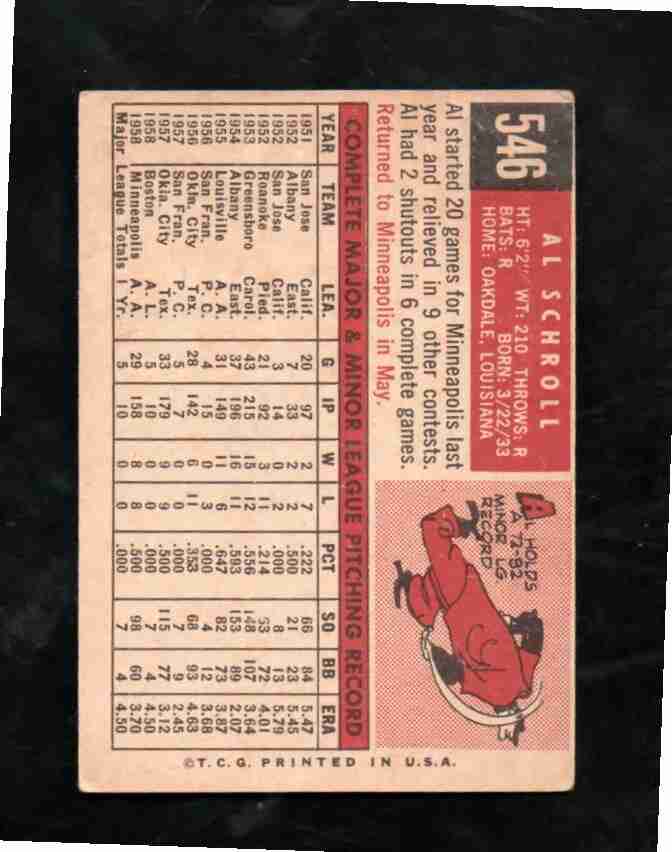 546
AL SCHROLL
HT: 6'2" WT: 210 THROWS: R
BATS: R BORN: 3/22/33
HOME: OAKDALE, LOUISIANA
Al started 20 games for Minneapolis last
year and relieved in 9 other contests.
Al had 2 shutouts in 6 complete games.
Returned to Minneapolis in May.
AL HOLDS
A 72-82
MINOR LG
RECORD
COMPLETE MAJOR & MINOR LEAGUE PITCHING RECORD
YEAR TEAM LEA. G IP W L PCT SO BB ERA
1951 San Jose Calif. 20 97 2 7 .222 66 84 5.47
1952 Albany East. 7 33 2 2 .500 21 23 5.45
1952 San Jose Calif. 3 14 0 2 .000 8 13 5.79
1952 Roanoke Pied. 21 92 3 11 .214 53 72 4.01
1953 Greensboro Carol. 43 215 15 12 .556 148 107 3.64
1954 Albany East. 37 196 16 11 .593 153 89 2.07
1955 Louisville A. A. 31 149 11 6 .647 82 73 3.87
1956 San Fran. P. C. 4 15 0 3 .000 4 12 3.68
1956 Okla. City Tex. 28 142 6 11 .353 68 93 4.63
1957 San Fran. P. C. 5 7 0 0 .000 7 9 2.45
1957 Okla. City Tex. 33 179 9 9 .500 115 77 3.12
1958 Boston A. L. 5 10 0 0 .000 7 4 4.50
1958 Minneapolis A. A. 29 158 8 8 .500 98 60 3.70
Major League Totals 1 Yr. 5 10 0 0 .000 7 4 4.50
©T.C.G. PRINTED IN U.S.A.